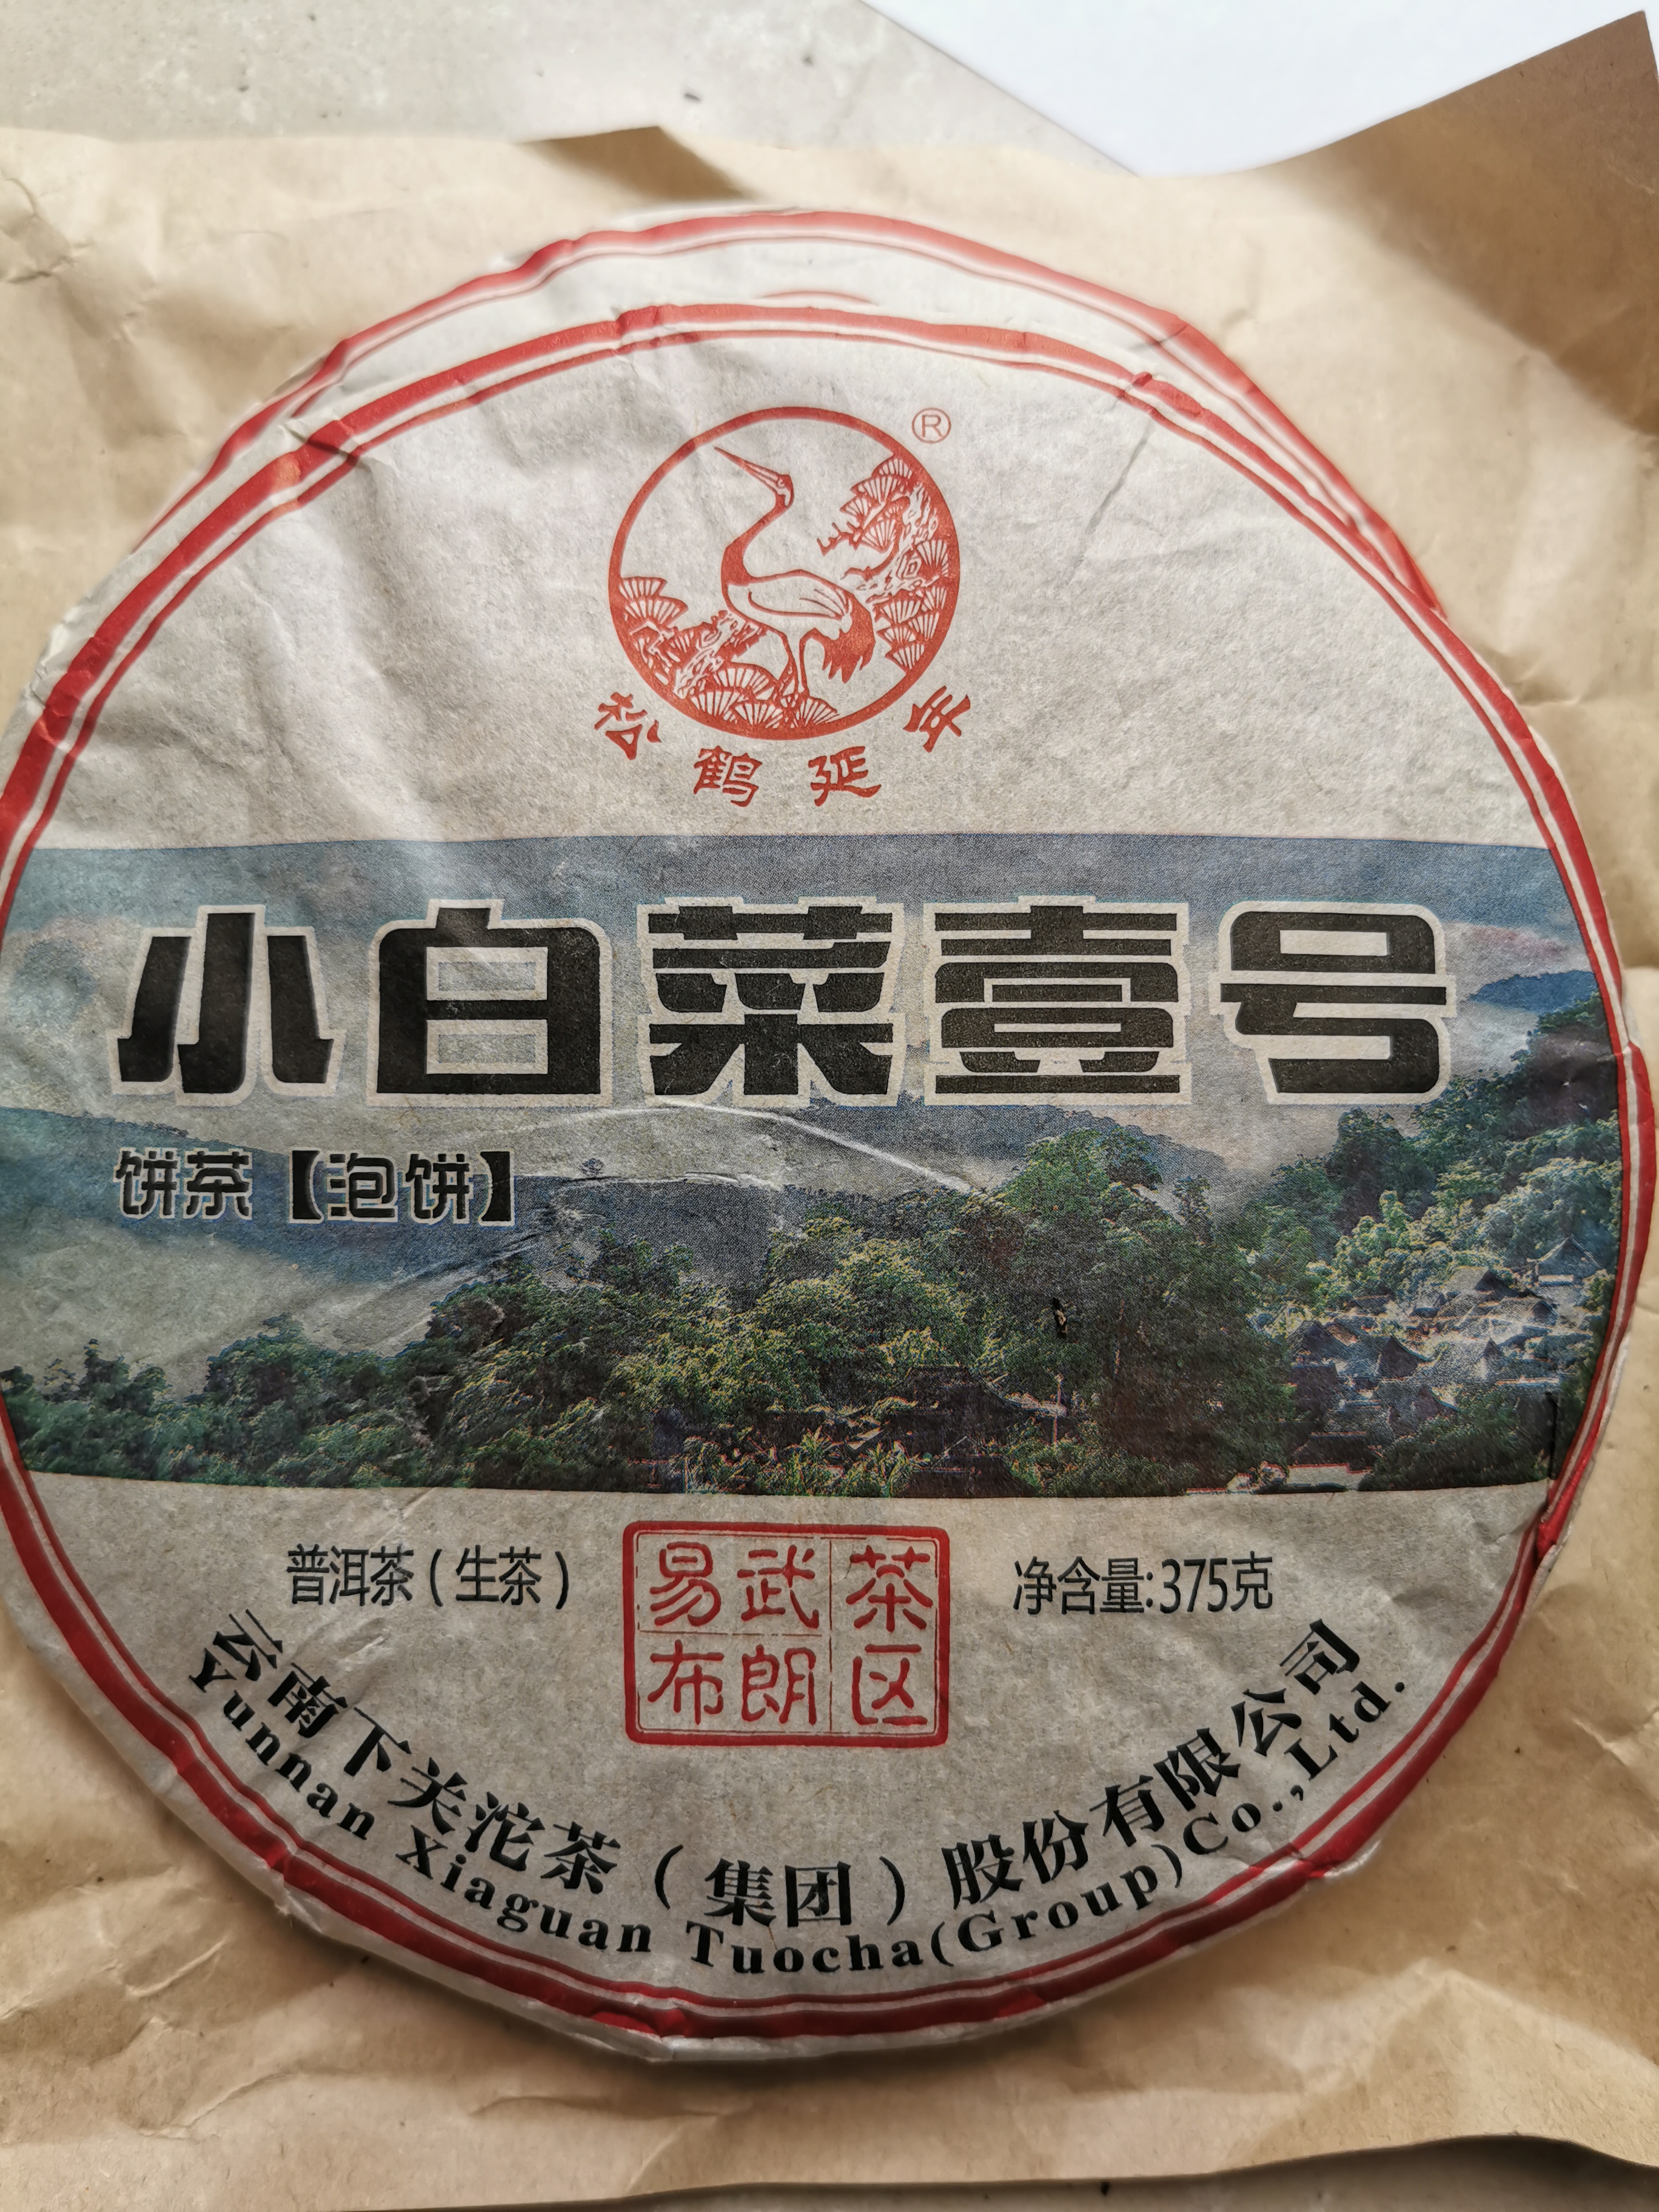 ®
松鹤延年
小白菜壹号
饼茶【泡饼】
普洱茶(生茶)
易武茶
布朗区
净含量:375克
云南下关沱茶(集团)股份有限公司
Yunnan Xiaguan Tuocha(Group)Co.,Ltd.